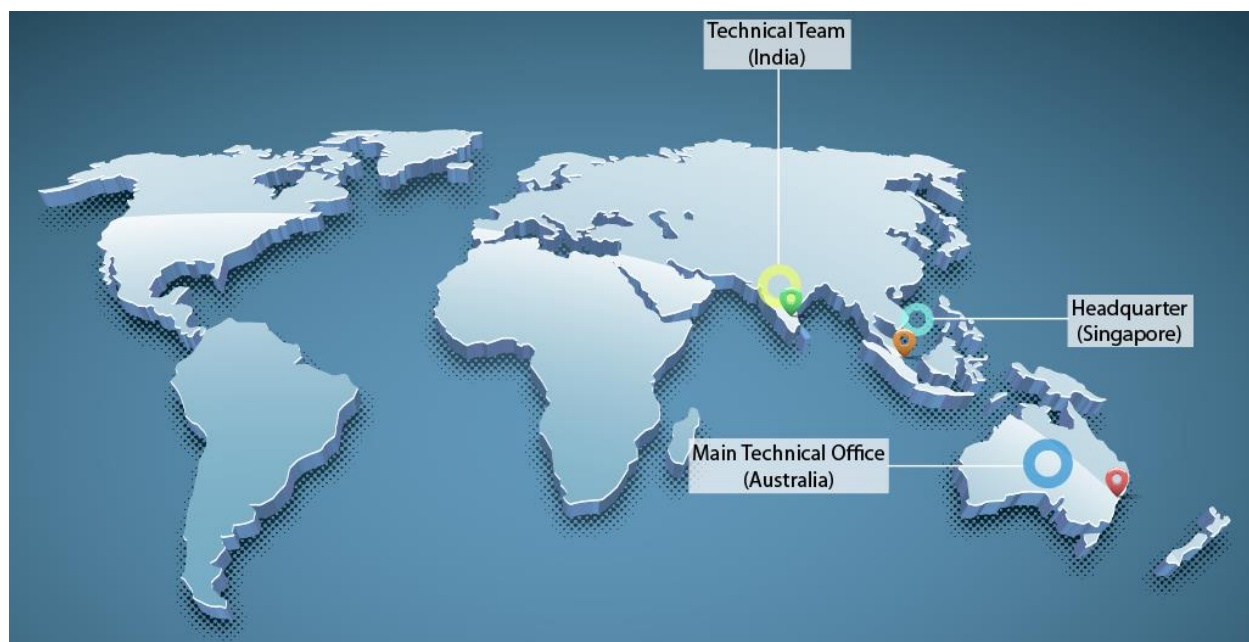 Technical Team
(India)
Headquarter
(Singapore)
Main Technical Office
(Australia)